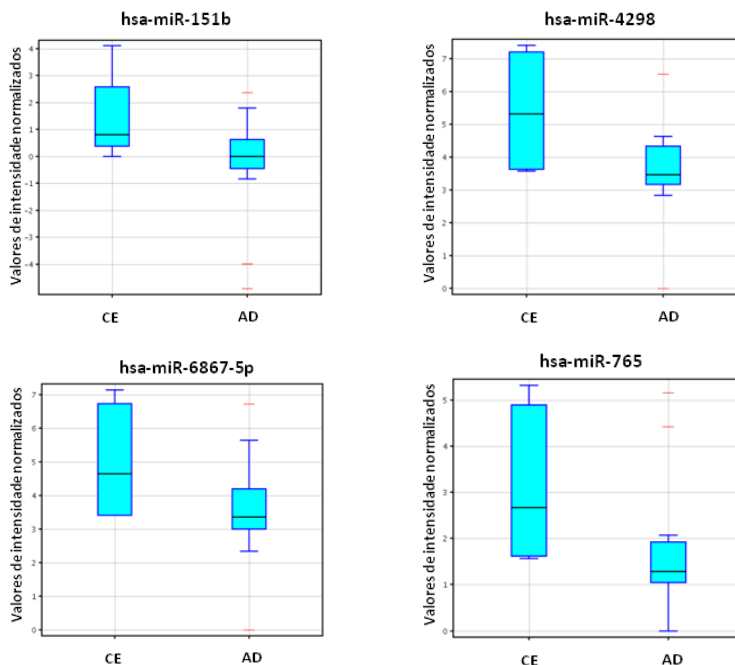 hsa-miR-151b
Valores de intensidade normalizados
4
3
2
1
0
-1
-2
-3
-4
CE
AD
hsa-miR-4298
Valores de intensidade normalizados
7
6
5
4
3
2
1
0
CE
AD
hsa-miR-6867-5p
Valores de intensidade normalizados
7
6
5
4
3
2
1
0
CE
AD
hsa-miR-765
Valores de intensidade normalizados
5
4
3
2
1
0
CE
AD